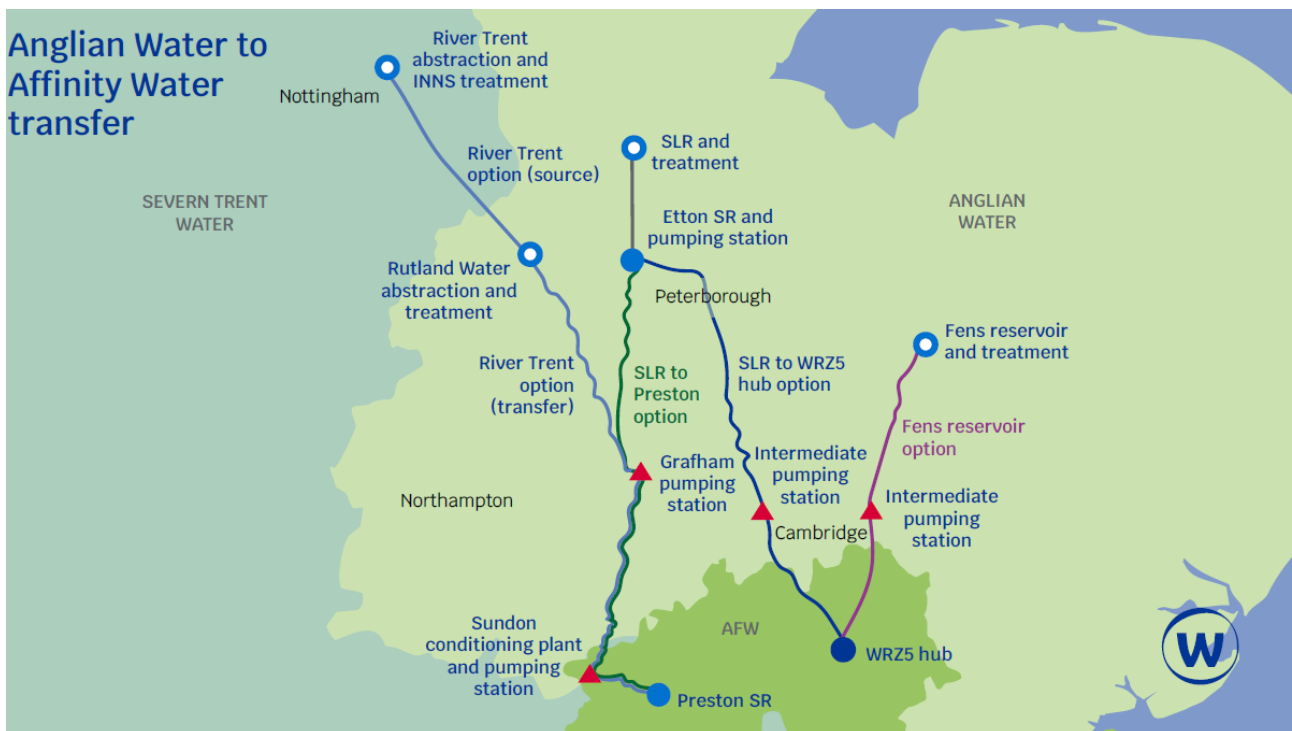 Anglian Water to
Affinity Water
transfer
River Trent
abstraction and
INNS treatment
Nottingham
SLR and
treatment
River Trent
option (source)
SEVERN TRENT
WATER
ANGLIAN
WATER
Etton SR and
pumping station
Rutland Water
abstraction and
treatment
Peterborough
Fens reservoir
and treatment
River Trent
option
(transfer)
SLR to
Preston
option
SLR to WRZ5
hub option
Fens reservoir
option
Grafham
pumping
station
Intermediate
pumping
station
Northampton
Intermediate
pumping
station
Cambridge
Sundon
conditioning plant
and pumping
station
AFW
WRZ5 hub
Preston SR
W